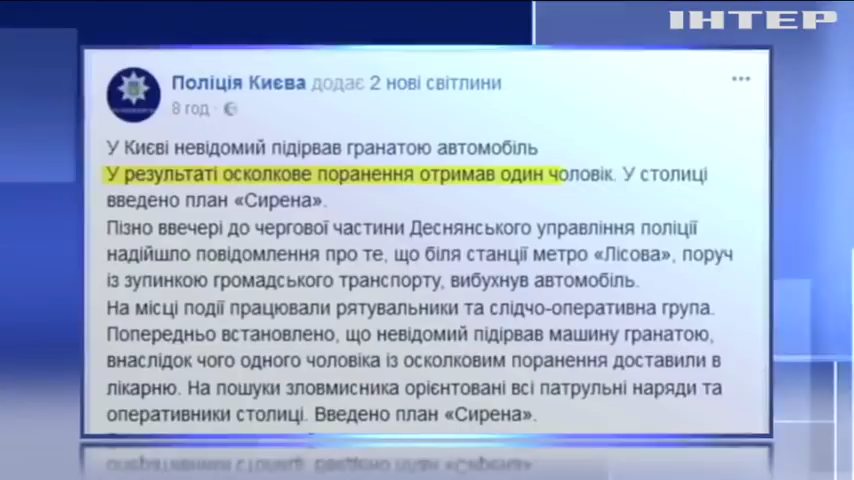 ІНТЕР
Поліція Києва додає 2 нові світлини
8 год ·
У Києві невідомий підірвав гранатою автомобіль
У результаті осколкове поранення отримав один чоловік. У столиці
введено план «Сирена».
Пізно ввечері до чергової частини Деснянського управління поліції
надійшло повідомлення про те, що біля станції метро «Лісова», поруч
із зупинкою громадського транспорту, вибухнув автомобіль.
На місці події працювали рятувальники та слідчо-оперативна група.
Попередньо встановлено, що невідомий підірвав машину гранатою,
внаслідок чого одного чоловіка із осколковим поранення доставили в
лікарню. На пошуки зловмисника орієнтовані всі патрульні наряди та
оперативники столиці. Введено план «Сирена».